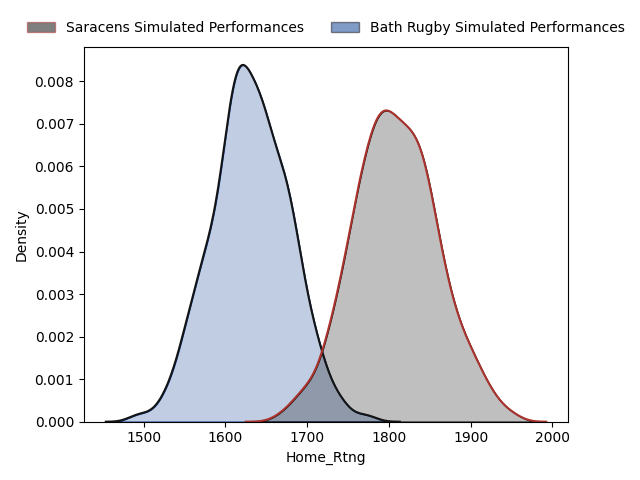 Saracens Simulated Performances
Bath Rugby Simulated Performances
Density
0.008
0.007
0.006
0.005
0.004
0.003
0.002
0.001
0.000
1500 1600 1700 1800 1900 2000
Home_Rtng